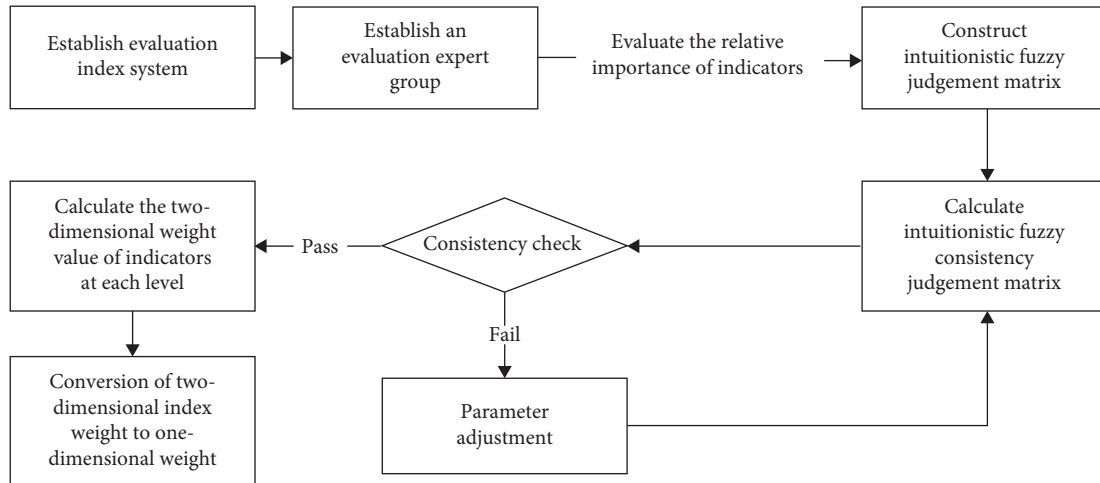 Establish evaluation
index system
Establish an
evaluation expert
group
Evaluate the relative
importance of indicators
Construct
intuitionistic fuzzy
judgement matrix
Calculate the two-
dimensional weight
value of indicators
at each level
Pass
Consistency check
Calculate
intuitionistic fuzzy
consistency
judgement matrix
Fail
Conversion of two-
dimensional index
weight to one-
dimensional weight
Parameter
adjustment